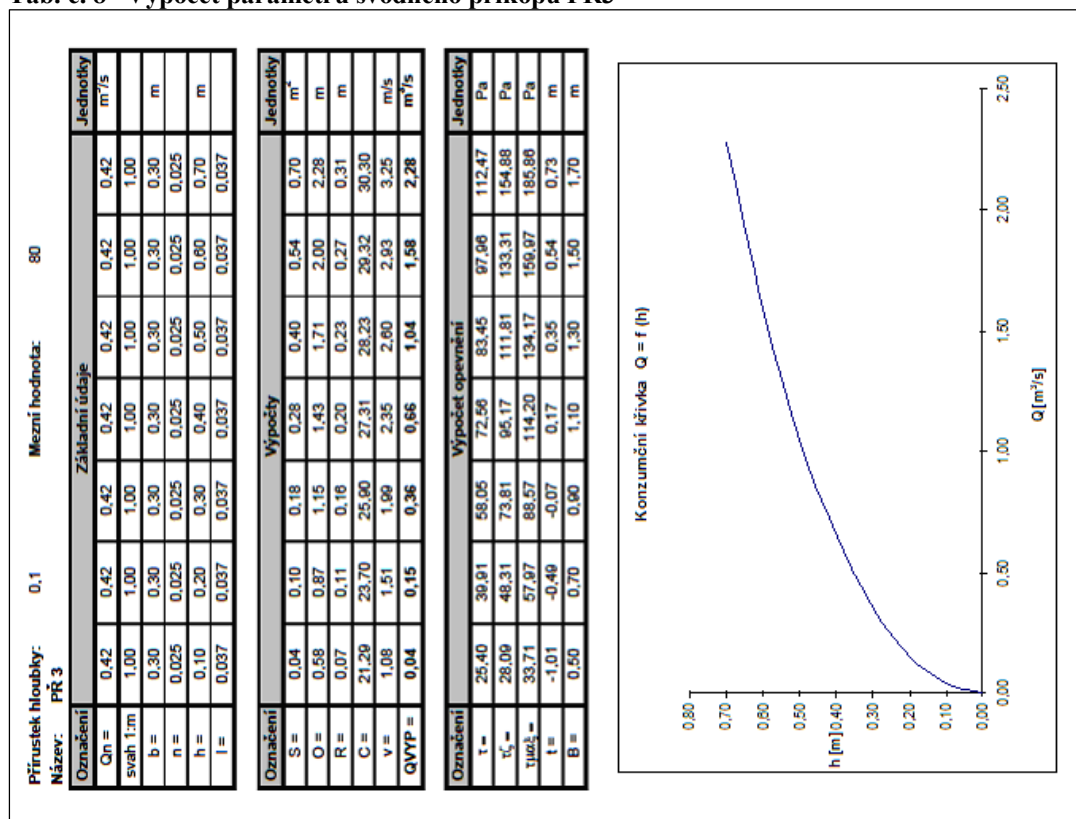 Tab. č. 8 Výpočet parametrů svodného příkopu PŘ3
Přírustek hloubky: 0,1 Mezní hodnota: 80
Název: PŘ 3
Označení Základní údaje Jednotky
Qn = 0,42 0,42 0,42 0,42 0,42 0,42 0,42 m³/s
svah 1:m 1,00 1,00 1,00 1,00 1,00 1,00 1,00
b = 0,30 0,30 0,30 0,30 0,30 0,30 0,30 m
n = 0,025 0,025 0,025 0,025 0,025 0,025 0,025
h = 0,10 0,20 0,30 0,40 0,50 0,60 0,70 m
I = 0,037 0,037 0,037 0,037 0,037 0,037 0,037
Označení Výpočty Jednotky
S = 0,04 0,10 0,18 0,28 0,40 0,54 0,70 m²
O = 0,58 0,87 1,15 1,43 1,71 2,00 2,28 m
R = 0,07 0,11 0,16 0,20 0,23 0,27 0,31 m
C = 21,29 23,70 25,90 27,31 28,23 29,32 30,30
v = 1,08 1,51 1,99 2,35 2,60 2,93 3,25 m/s
QVYP = 0,04 0,15 0,36 0,66 1,04 1,58 2,28 m³/s
Označení Výpočet opevnění Jednotky
τ = 25,40 39,91 58,05 72,56 83,45 97,96 112,47 Pa
τζ = 28,09 48,31 73,81 95,17 111,81 133,31 154,88 Pa
τμαξ = 33,71 57,97 88,57 114,20 134,17 159,97 185,86 Pa
t = -1,01 -0,49 -0,07 0,17 0,35 0,54 0,73 m
B = 0,50 0,70 0,90 1,10 1,30 1,50 1,70 m
Konzumční křivka Q = f (h)
h [m]
0,80
0,70
0,60
0,50
0,40
0,30
0,20
0,10
0,00
0,00 0,50 1,00 1,50 2,00 2,50
Q [m³/s]